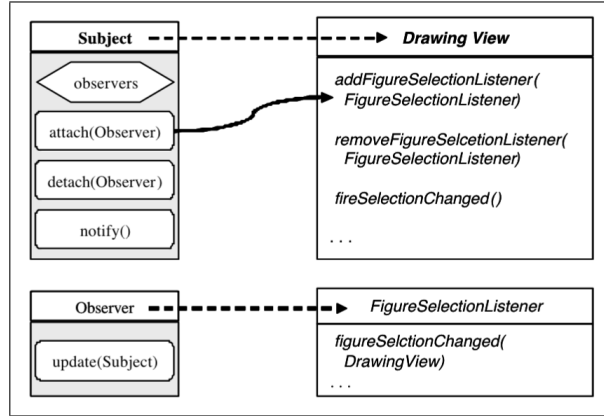 Subject
Drawing View
observers
attach(Observer)
detach(Observer)
notify()
addFigureSelectionListener(
FigureSelectionListener)
removeFigureSelcetionListener(
FigureSelectionListener)
fireSelectionChanged()
. . .
Observer
FigureSelectionListener
update(Subject)
figureSelctionChanged(
DrawingView)
. . .